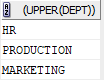 (UPPER(DEPT))
HR
PRODUCTION
MARKETING